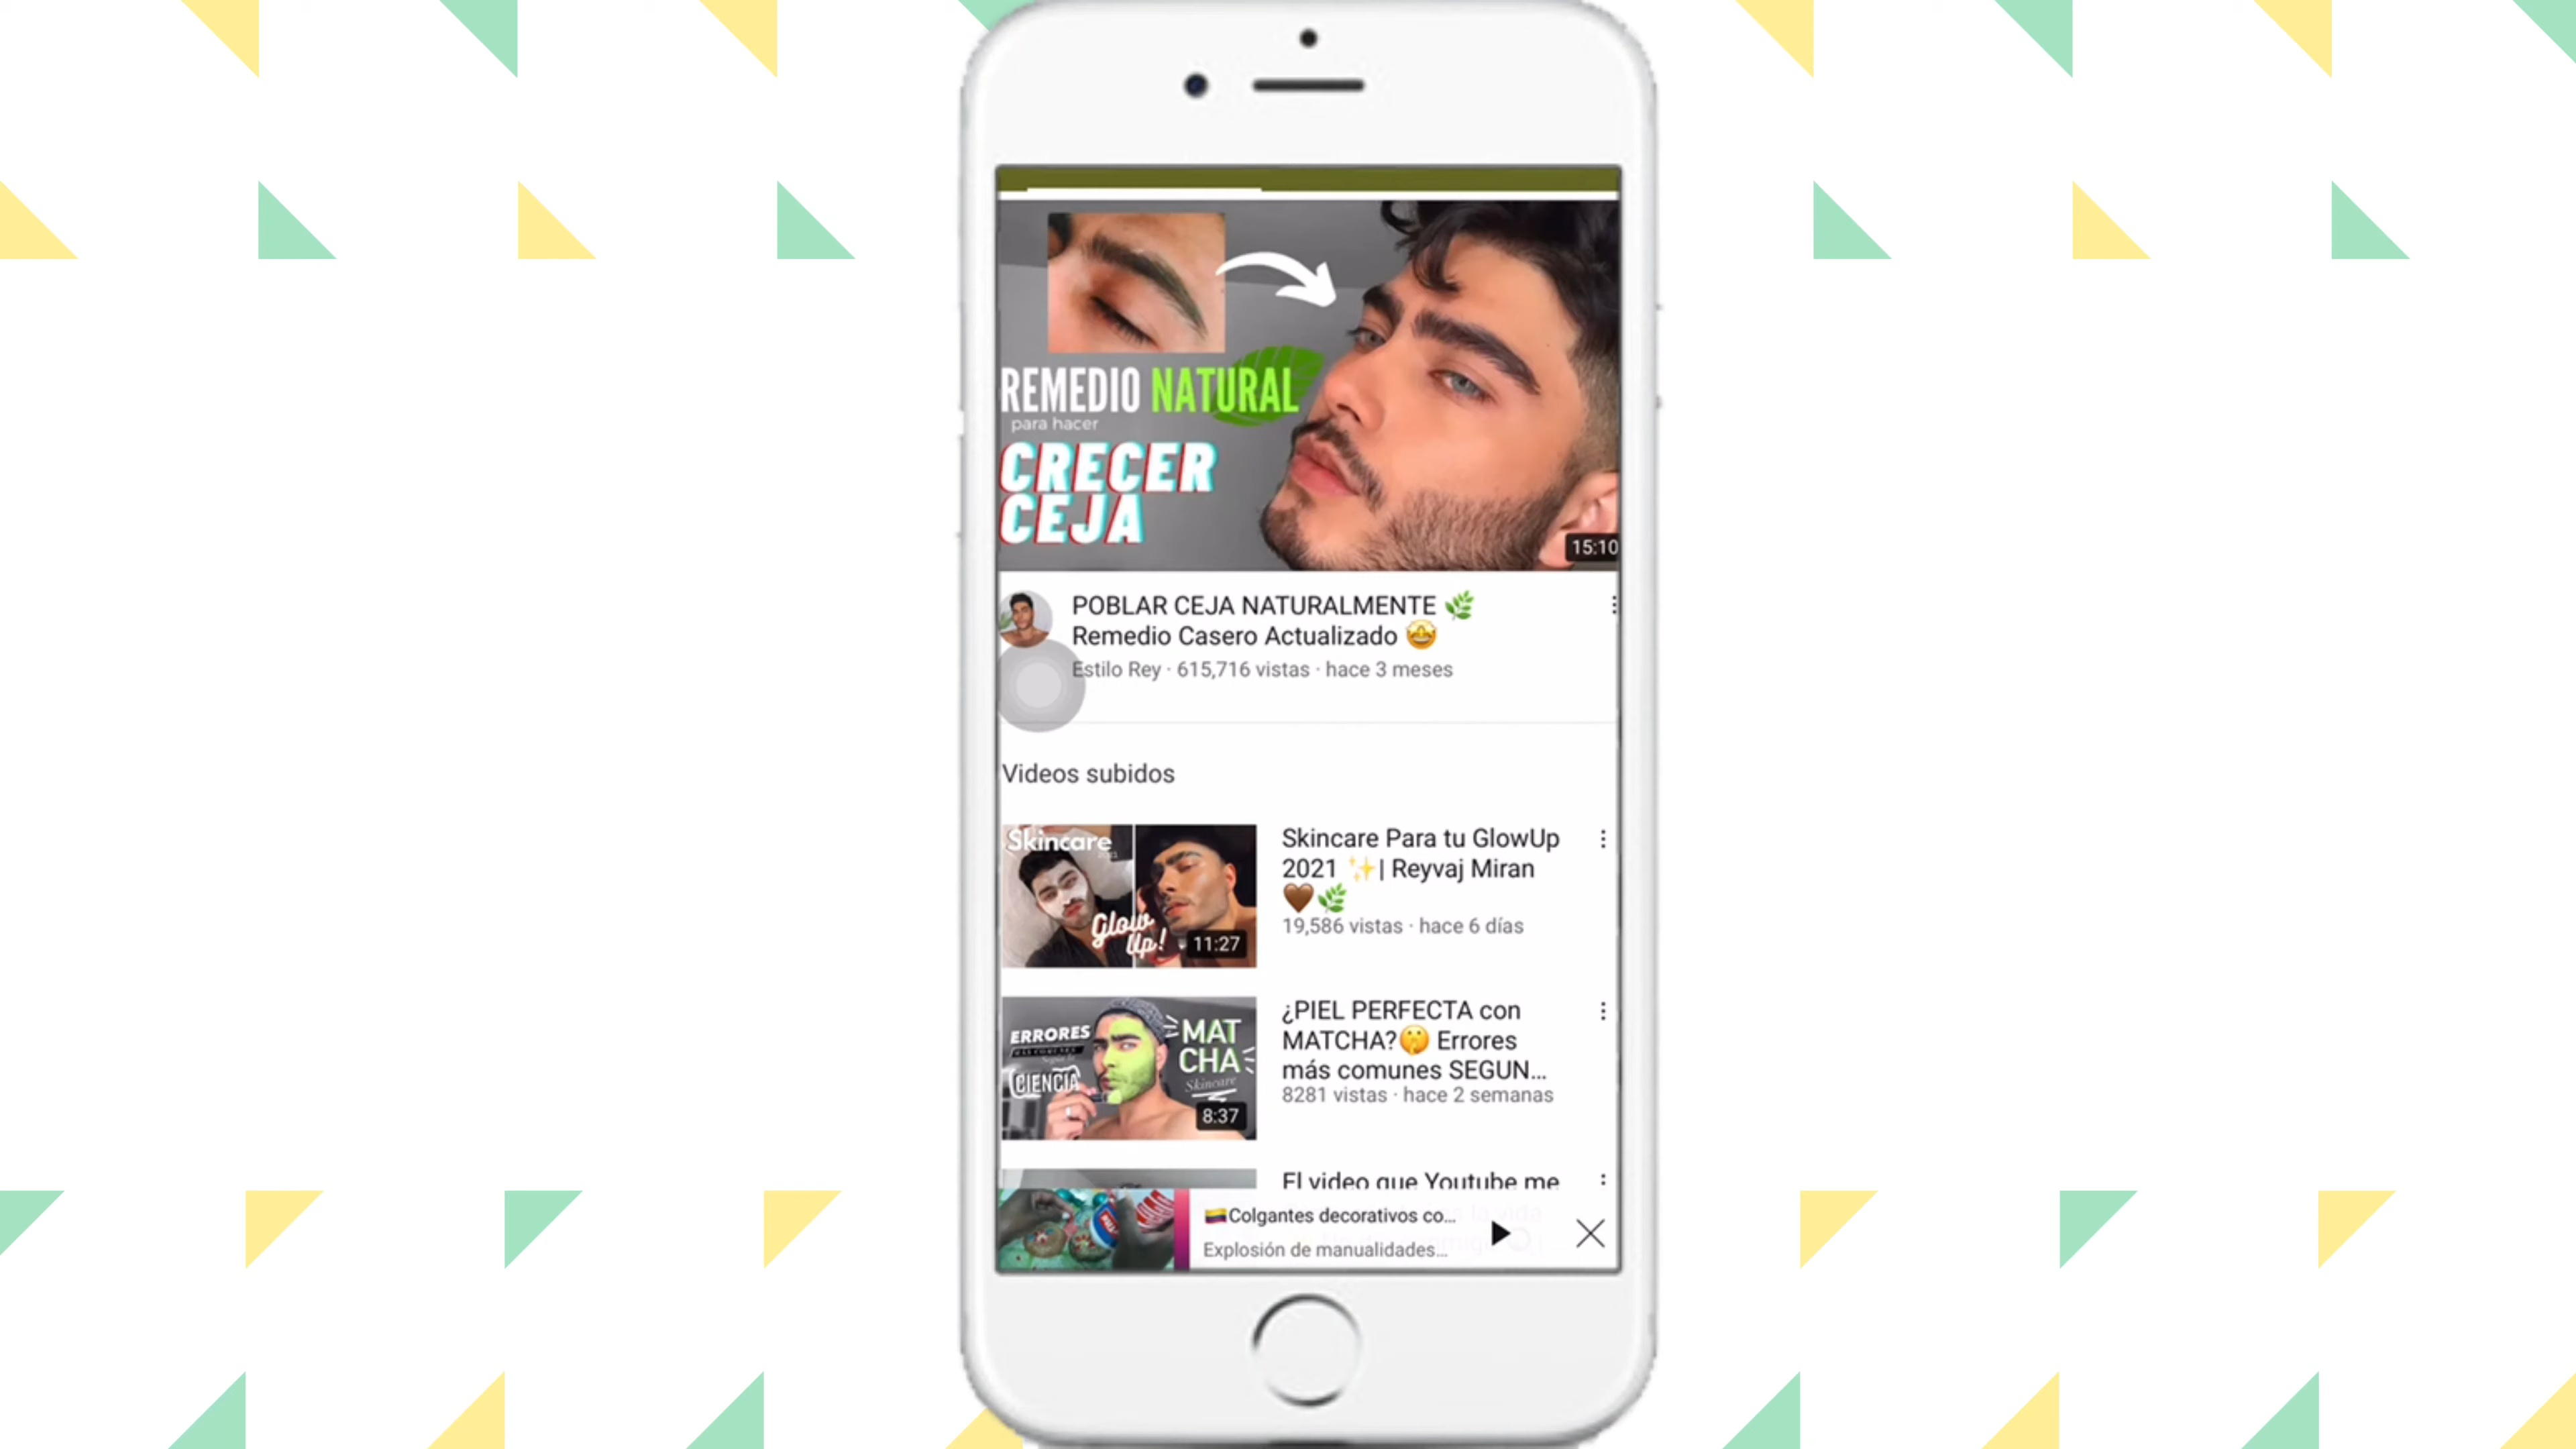 REMEDIO NATURAL
para hacer
CRECER
CEJA
15:10
POBLAR CEJA NATURALMENTE 🌿
Remedio Casero Actualizado 🤩
Estilo Rey · 615,716 vistas · hace 3 meses
Videos subidos
Skincare
2021
Glow
Up!
11:27
Skincare Para tu GlowUp
2021 ✨| Reyvaj Miran
🤎🌿
19,586 vistas · hace 6 días
ERRORES
CIENCIA
MAT
CHA
Skincare
8:37
¿PIEL PERFECTA con
MATCHA?🤫 Errores
más comunes SEGUN...
8281 vistas · hace 2 semanas
El video que Youtube me
🇨🇴Colgantes decorativos co...
Explosión de manualidades...